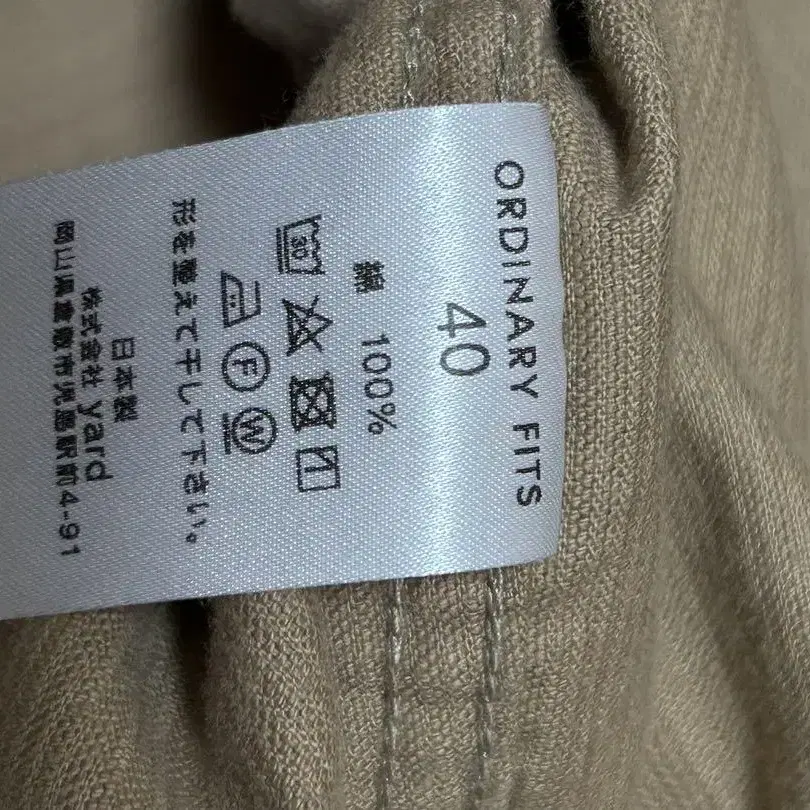 ORDINARY FITS
40
綿 100%
30
F W
形を整えて干して下さい。
日本製
株式会社 yard
岡山県倉敷市児島駅前4-91